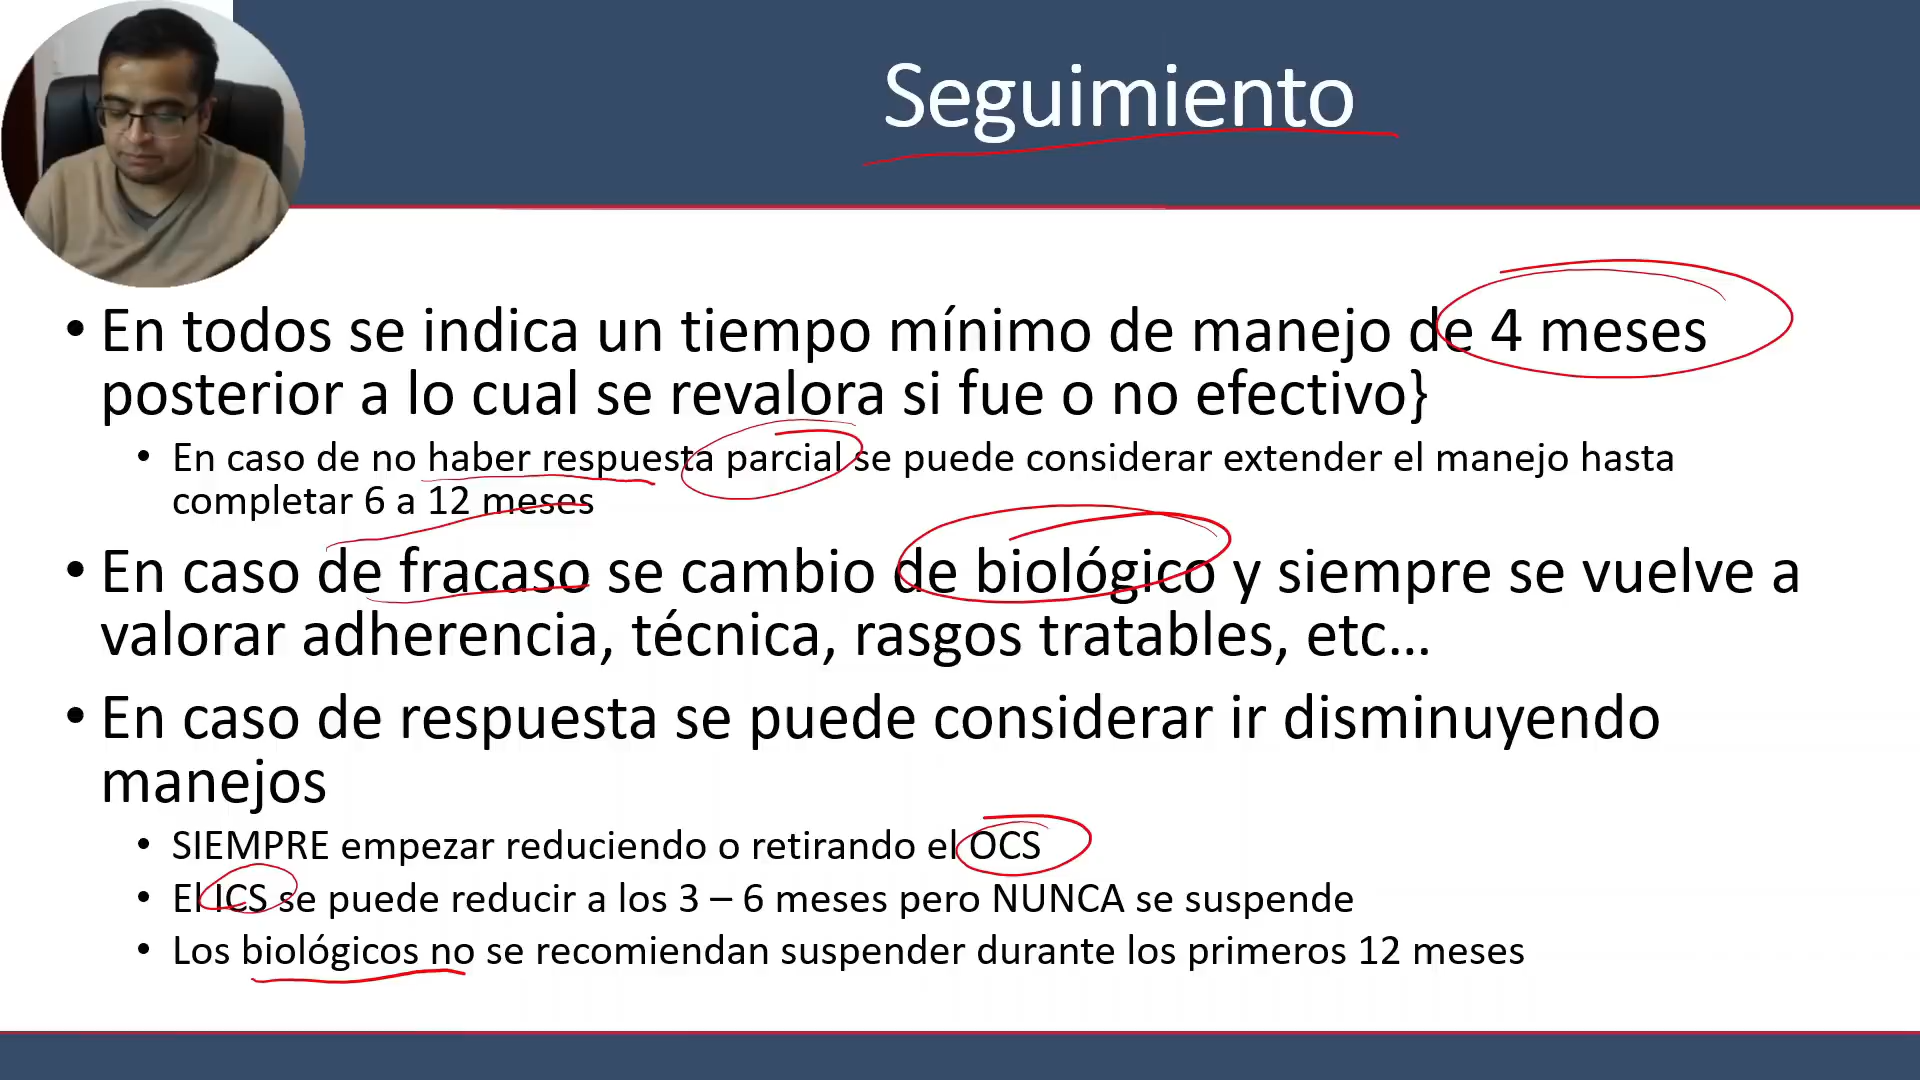 Seguimiento
• En todos se indica un tiempo mínimo de manejo de 4 meses
posterior a lo cual se revalora si fue o no efectivo}
• En caso de no haber respuesta parcial se puede considerar extender el manejo hasta
completar 6 a 12 meses
• En caso de fracaso se cambio de biológico y siempre se vuelve a
valorar adherencia, técnica, rasgos tratables, etc…
• En caso de respuesta se puede considerar ir disminuyendo
manejos
• SIEMPRE empezar reduciendo o retirando el OCS
• El ICS se puede reducir a los 3 – 6 meses pero NUNCA se suspende
• Los biológicos no se recomiendan suspender durante los primeros 12 meses